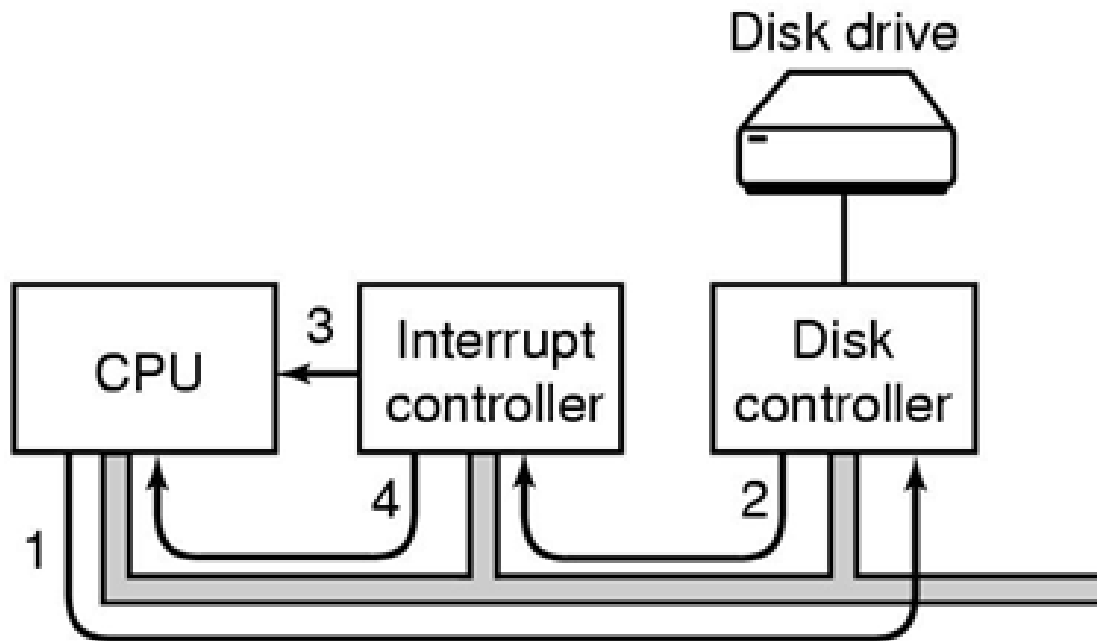 Disk drive
CPU
3
Interrupt
controller
Disk
controller
1
4
2